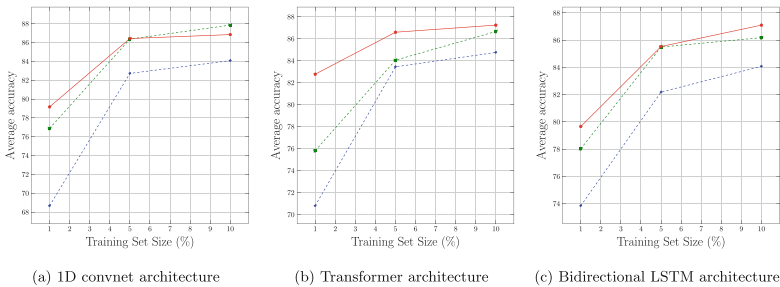 88
86
84
82
80
78
76
74
72
70
68
1 2 3 4 5 6 7 8 9 10
Average accuracy
Training Set Size (%)
(a) 1D convnet architecture
88
86
84
82
80
78
76
74
72
70
1 2 3 4 5 6 7 8 9 10
Average accuracy
Training Set Size (%)
(b) Transformer architecture
88
86
84
82
80
78
76
74
1 2 3 4 5 6 7 8 9 10
Average accuracy
Training Set Size (%)
(c) Bidirectional LSTM architecture